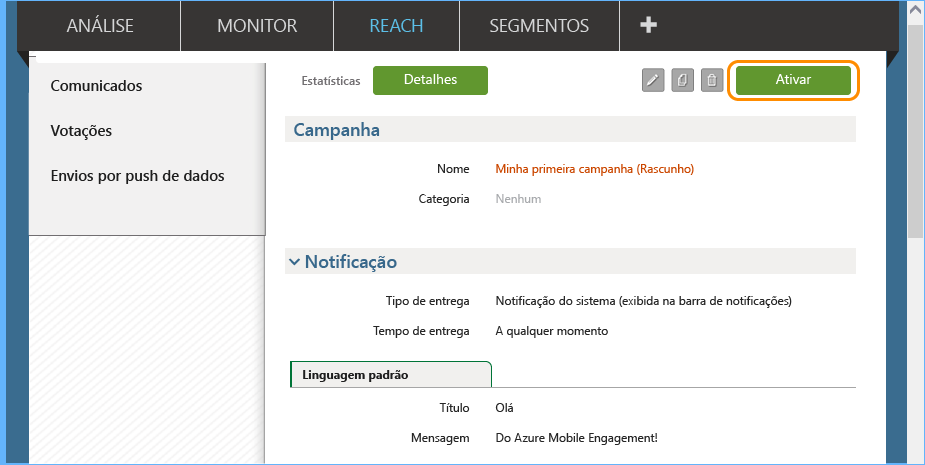 ANÁLISE MONITOR REACH SEGMENTOS
Comunicados
Votações
Envios por push de dados
Estatísticas Detalhes Ativar
Campanha
Nome Minha primeira campanha (Rascunho)
Categoria Nenhum
Notificação
Tipo de entrega Notificação do sistema (exibida na barra de notificações)
Tempo de entrega A qualquer momento
Linguagem padrão
Título Olá
Mensagem Do Azure Mobile Engagement!